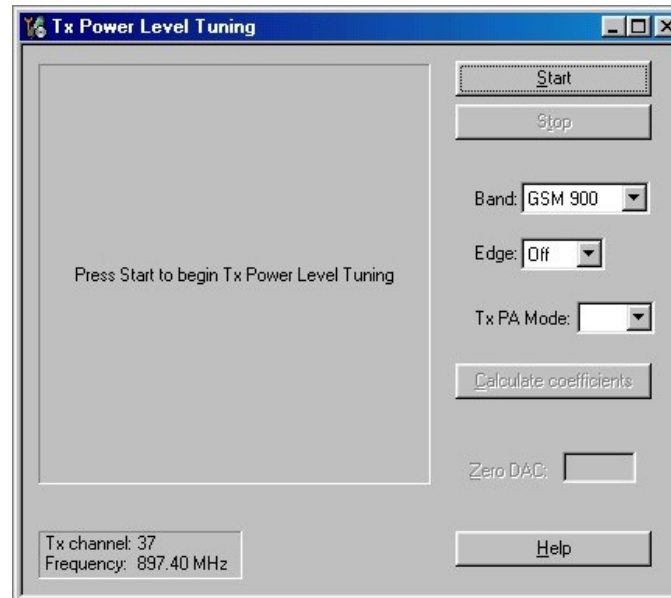 Tx Power Level Tuning
Start
Stop
Band: GSM 900
Edge: Off
Press Start to begin Tx Power Level Tuning
Tx PA Mode:
Calculate coefficients
Zero DAC:
Tx channel: 37
Frequency: 897.40 MHz
Help